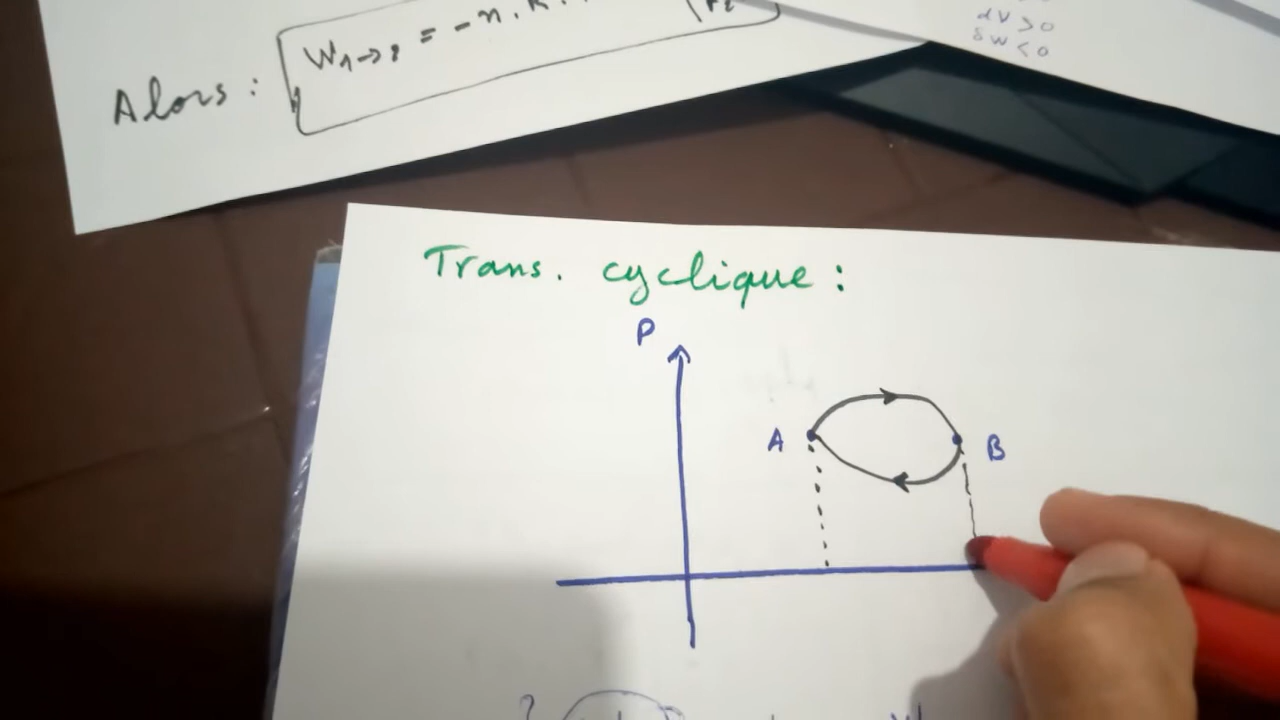 dV > 0
δW < 0
Alors : W₁→₂ = - n . R .
Trans. cyclique :
P
A
B
?